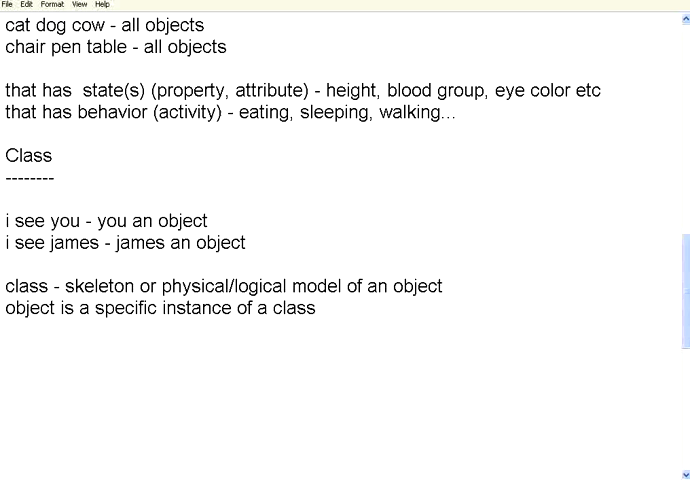 File Edit Format View Help
cat dog cow - all objects
chair pen table - all objects
that has  state(s) (property, attribute) - height, blood group, eye color etc
that has behavior (activity) - eating, sleeping, walking...
Class
--------
i see you - you an object
i see james - james an object
class - skeleton or physical/logical model of an object
object is a specific instance of a class